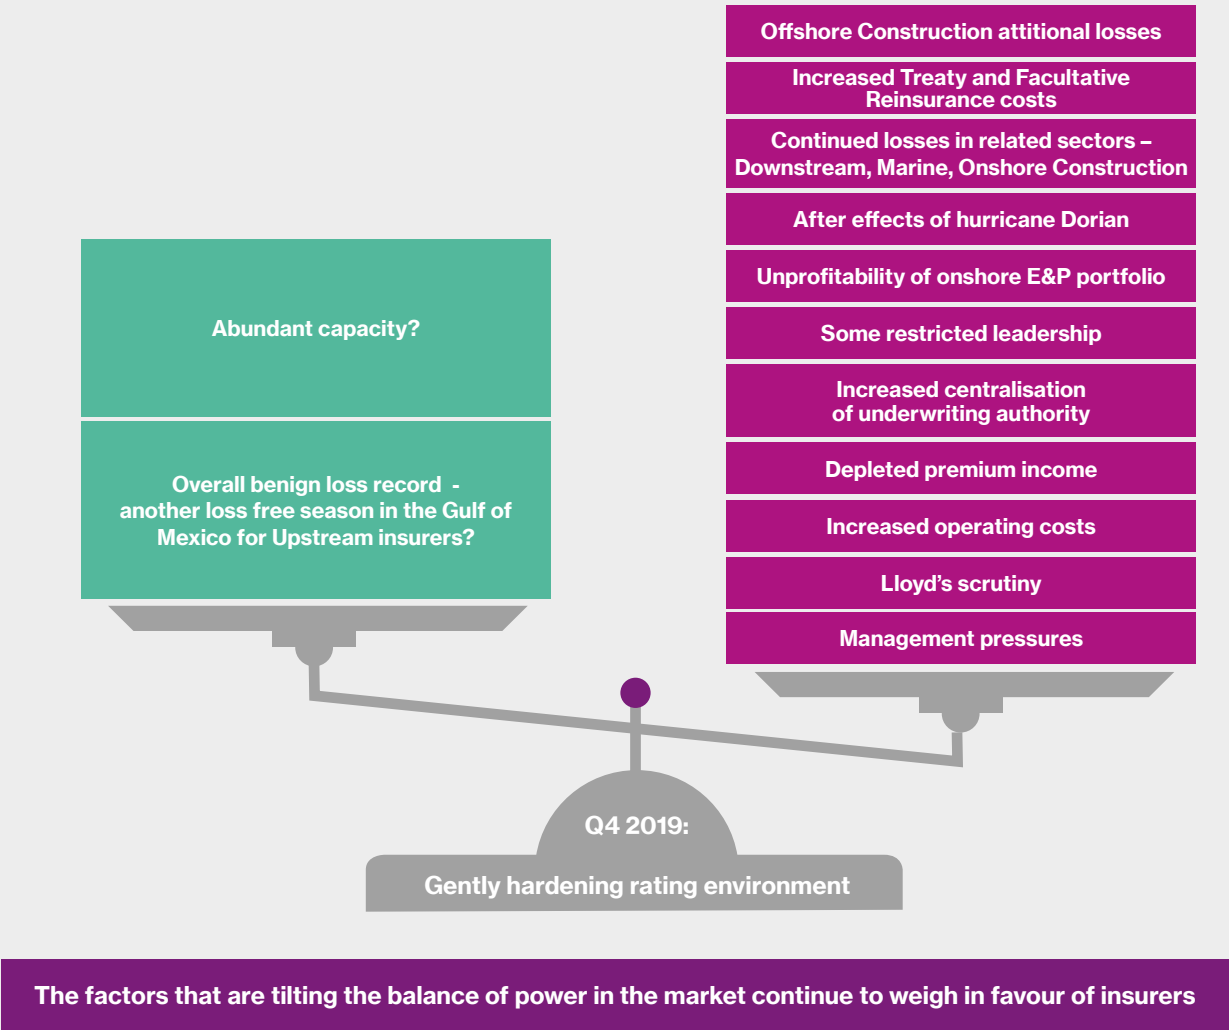 Offshore Construction attitional losses
Increased Treaty and Facultative
Reinsurance costs
Continued losses in related sectors –
Downstream, Marine, Onshore Construction
After effects of hurricane Dorian
Unprofitability of onshore E&P portfolio
Some restricted leadership
Increased centralisation
of underwriting authority
Depleted premium income
Increased operating costs
Lloyd’s scrutiny
Management pressures
Abundant capacity?
Overall benign loss record  -
another loss free season in the Gulf of
Mexico for Upstream insurers?
Q4 2019:
Gently hardening rating environment
The factors that are tilting the balance of power in the market continue to weigh in favour of insurers